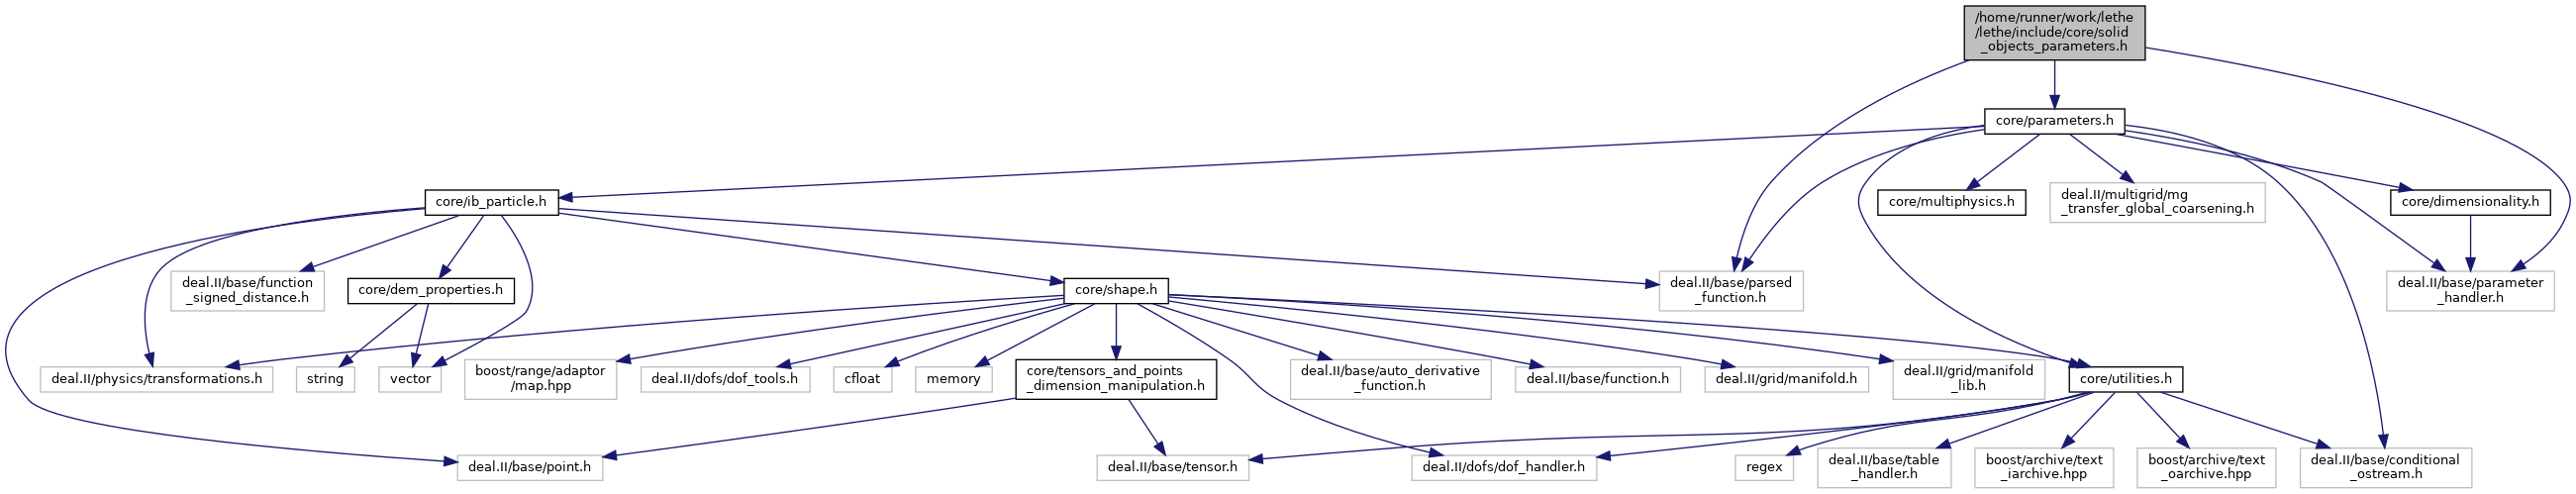 /home/runner/work/lethe
/lethe/include/core/solid
_objects_parameters.h
core/parameters.h
core/ib_particle.h
core/multiphysics.h
deal.II/multigrid/mg
_transfer_global_coarsening.h
core/dimensionality.h
deal.II/base/function
_signed_distance.h
core/dem_properties.h
core/shape.h
deal.II/base/parsed
_function.h
deal.II/base/parameter
_handler.h
deal.II/physics/transformations.h
string
vector
boost/range/adaptor
/map.hpp
deal.II/dofs/dof_tools.h
cfloat
memory
core/tensors_and_points
_dimension_manipulation.h
deal.II/base/auto_derivative
_function.h
deal.II/base/function.h
deal.II/grid/manifold.h
deal.II/grid/manifold
_lib.h
core/utilities.h
deal.II/base/point.h
deal.II/base/tensor.h
deal.II/dofs/dof_handler.h
regex
deal.II/base/table
_handler.h
boost/archive/text
_iarchive.hpp
boost/archive/text
_oarchive.hpp
deal.II/base/conditional
_ostream.h